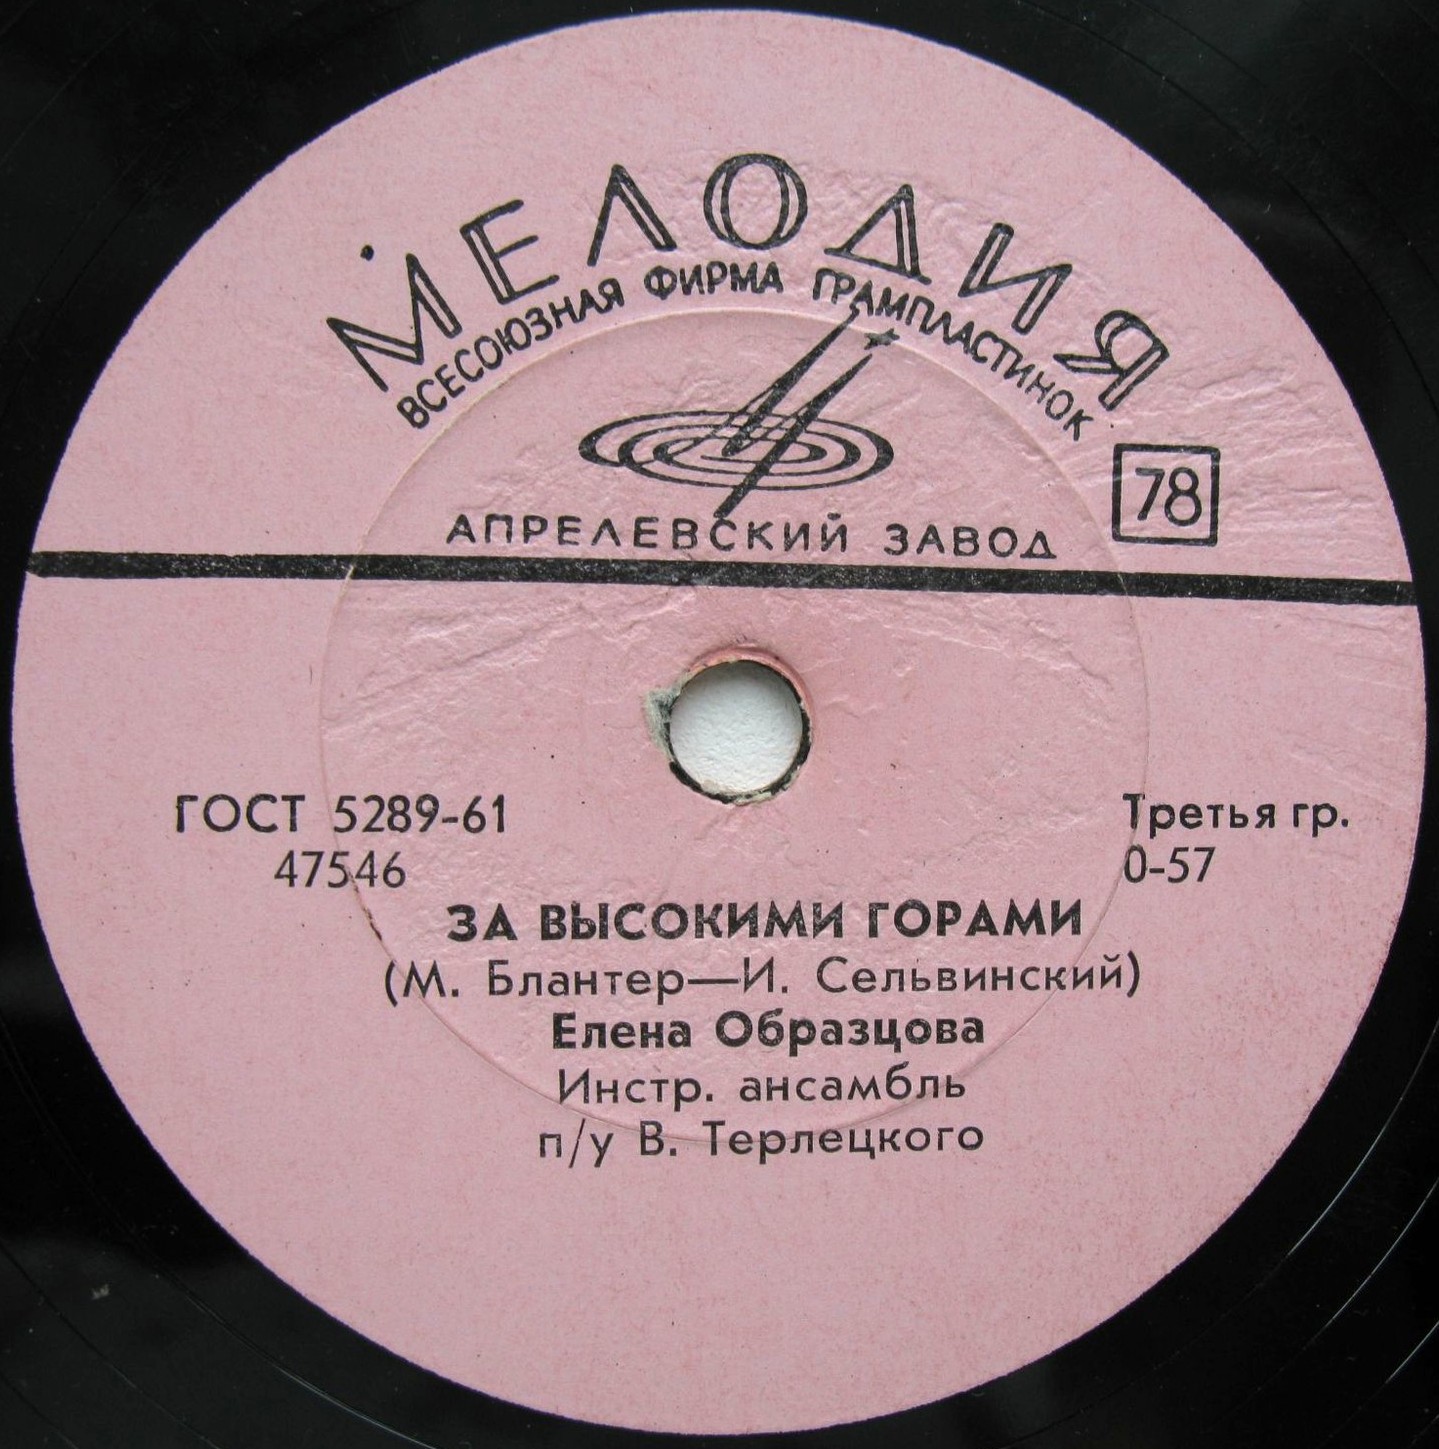 МЕЛОДИЯ
ВСЕСОЮЗНАЯ ФИРМА ГРАМПЛАСТИНОК
78
АПРЕЛЕВСКИЙ ЗАВОД
ГОСТ 5289-61
Третья гр.
47546
0-57
ЗА ВЫСОКИМИ ГОРАМИ
(М. Блантер—И. Сельвинский)
Елена Образцова
Инстр. ансамбль
п/у В. Терлецкого